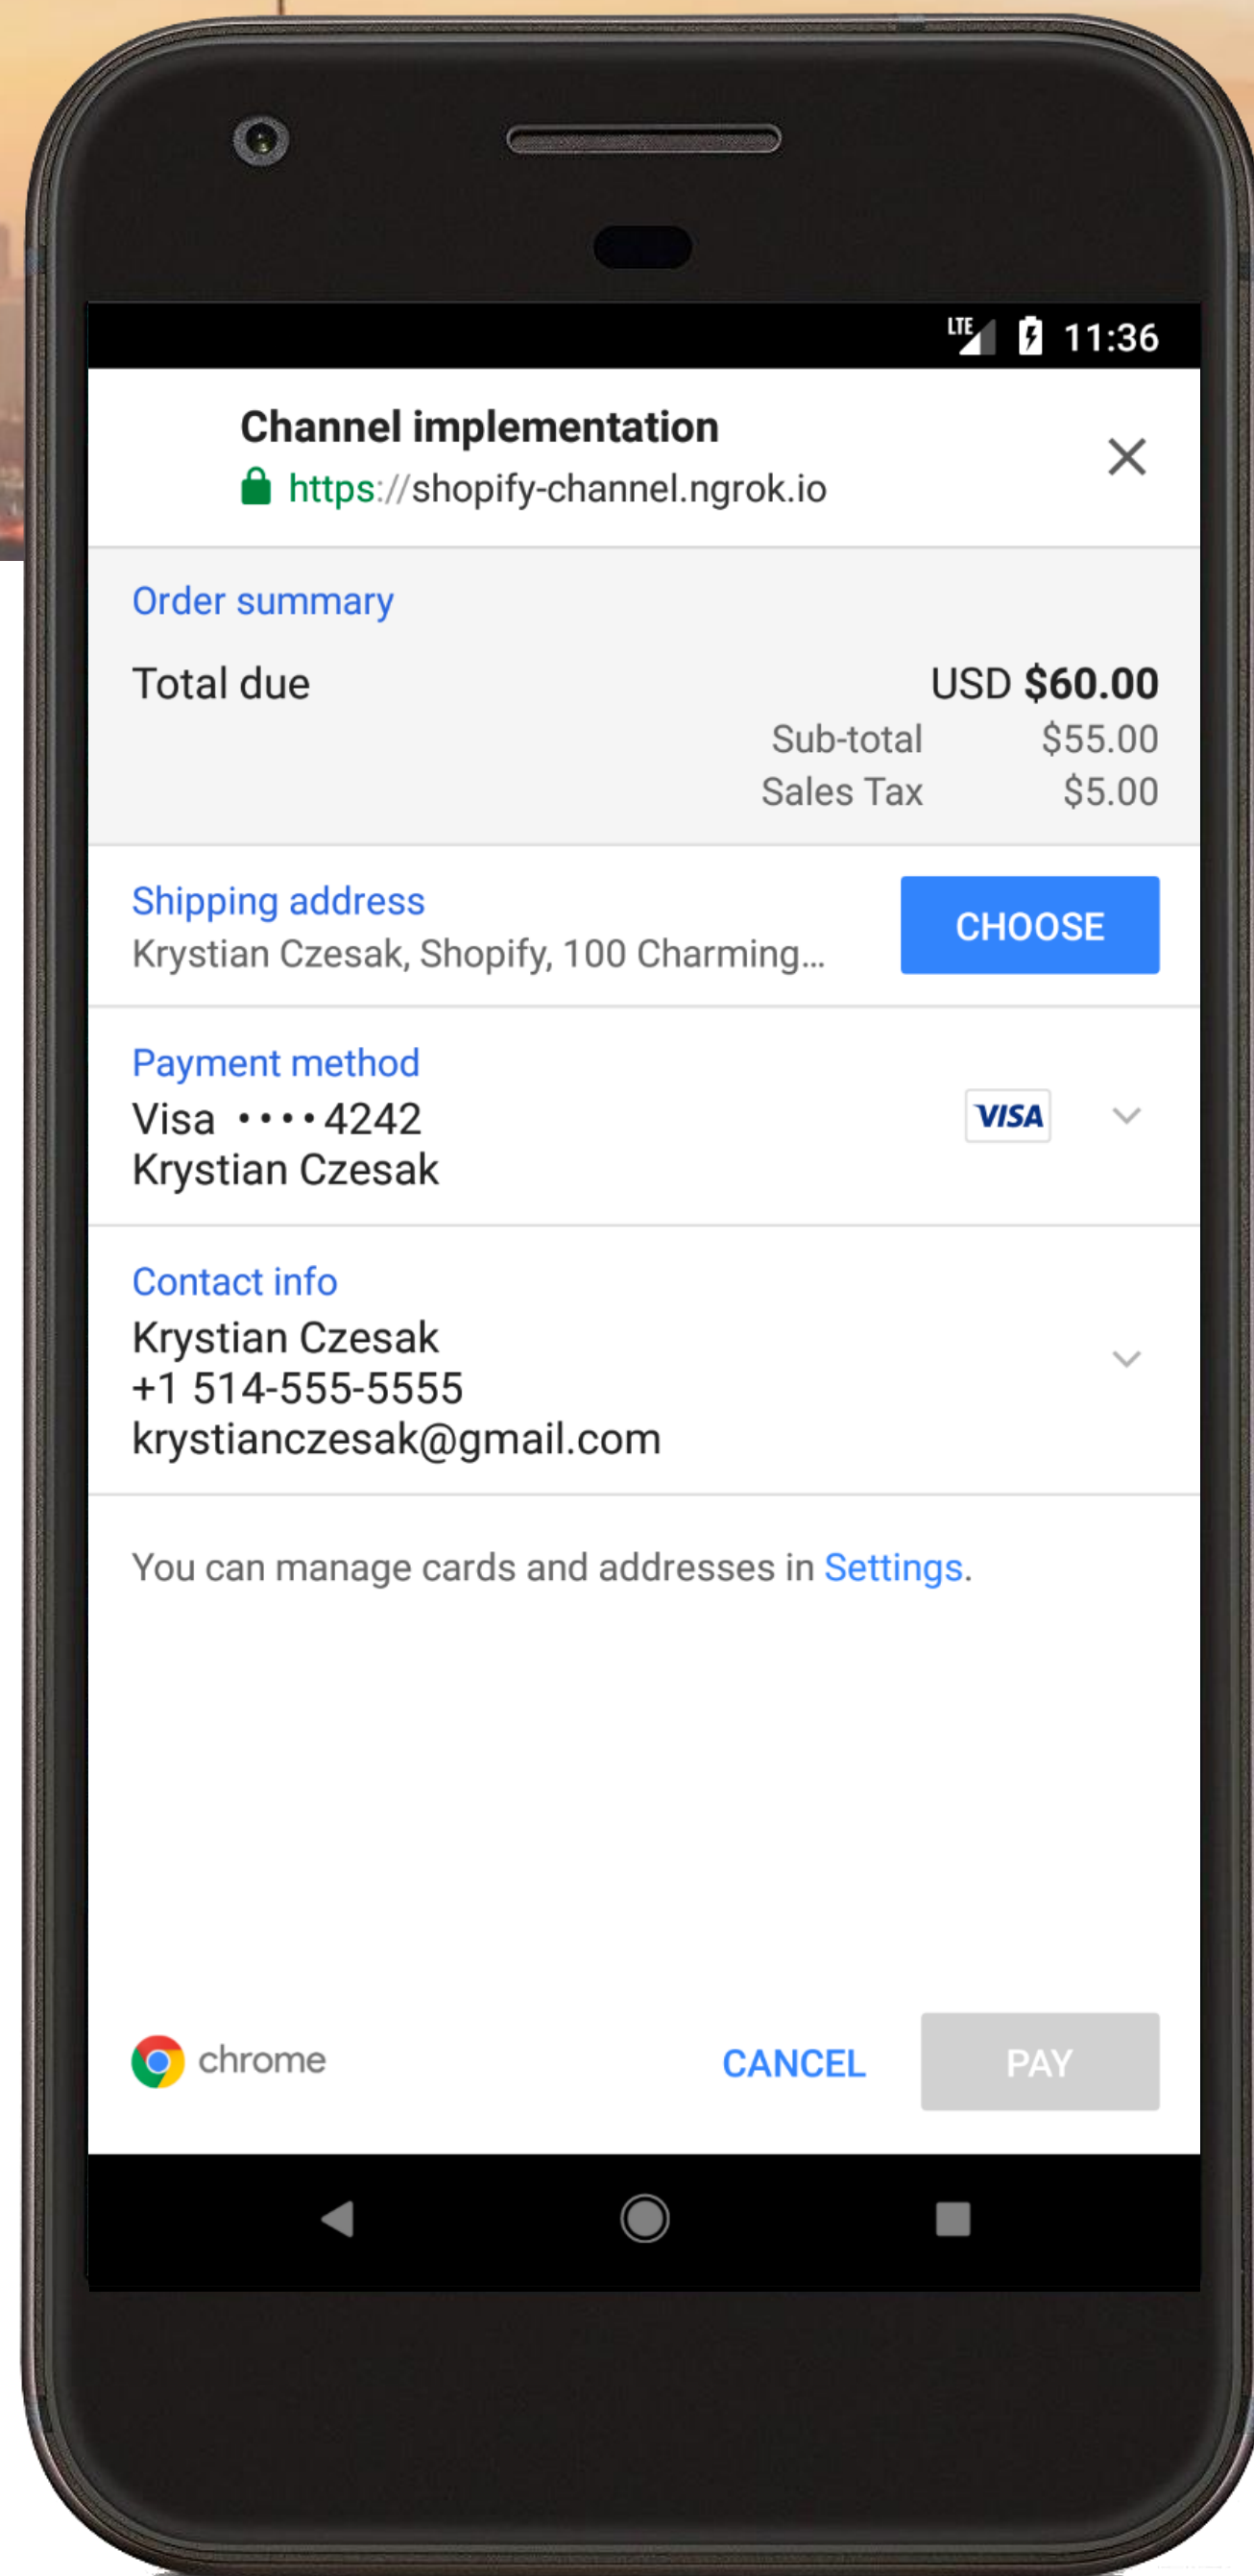 LTE 11:36
Channel implementation
https://shopify-channel.ngrok.io
Order summary
Total due USD $60.00
Sub-total $55.00
Sales Tax $5.00
Shipping address
Krystian Czesak, Shopify, 100 Charming...
CHOOSE
Payment method
Visa ····4242
VISA
Krystian Czesak
Contact info
Krystian Czesak
+1 514-555-5555
krystianczesak@gmail.com
You can manage cards and addresses in Settings.
chrome CANCEL PAY